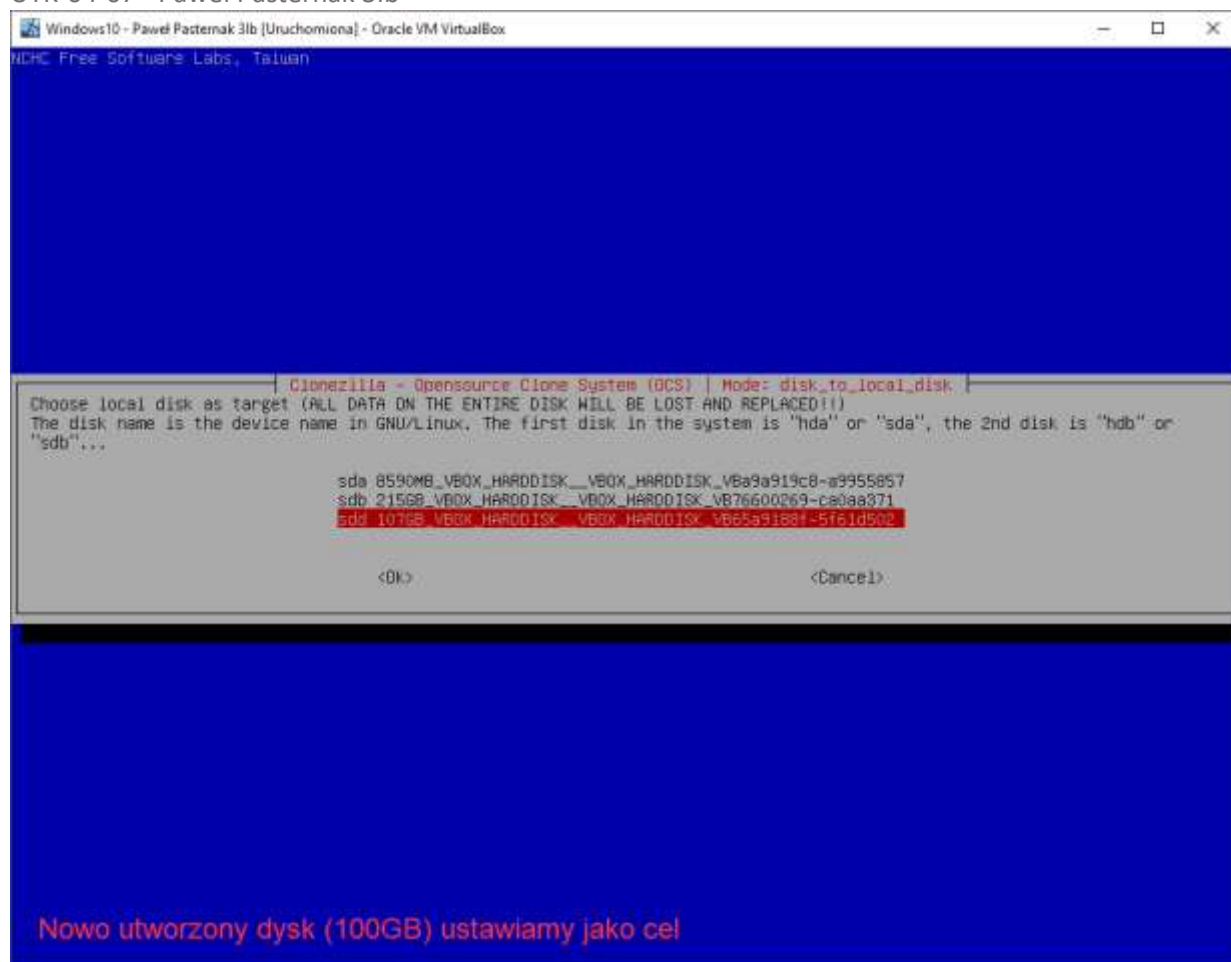 Windows10 - Paweł Pasternak 3Ib [Uruchomiona] - Oracle VM VirtualBox
NCHC Free Software Labs, Taiwan
Clonezilla - Opensource Clone System (OCS) | Mode: disk_to_local_disk
Choose local disk as target (ALL DATA ON THE ENTIRE DISK WILL BE LOST AND REPLACED!!)
The disk name is the device name in GNU/Linux. The first disk in the system is "hda" or "sda", the 2nd disk is "hdb" or
"sdb"...
sda 8590MB_VBOX_HARDDISK__VBOX_HARDDISK_VBa9a919c8-a9955857
sdb 215GB_VBOX_HARDDISK__VBOX_HARDDISK_VB76600269-ca0aa371
sdd 107GB_VBOX_HARDDISK__VBOX_HARDDISK_VB65a9188f-5f61d502
<Ok> <Cancel>
Nowo utworzony dysk (100GB) ustawiamy jako cel